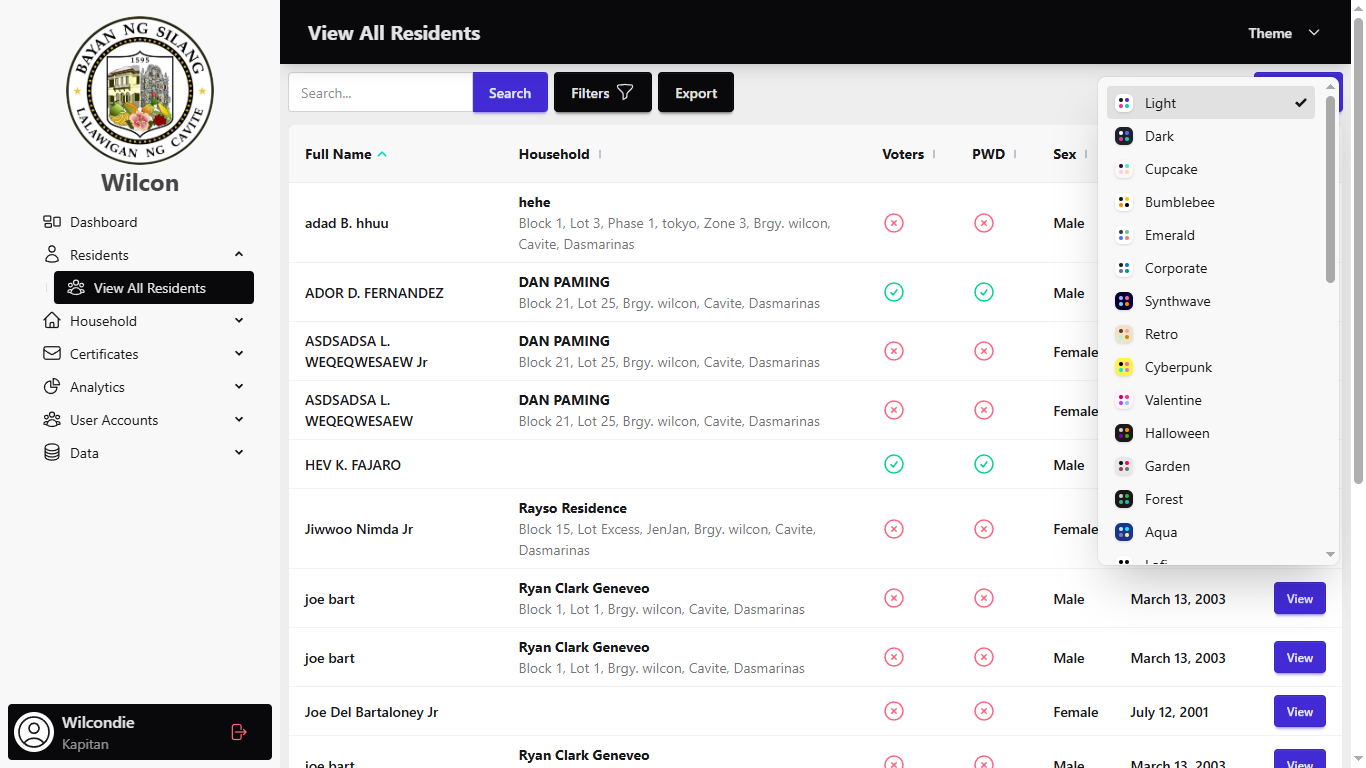 BAYAN NG SILANG
1595
LALAWIGAN NG CAVITE
Wilcon
Dashboard
Residents
View All Residents
Household
Certificates
Analytics
User Accounts
Data
Wilcondie
Kapitan
View All Residents
Theme
Search...
Search
Filters
Export
Light
Dark
Cupcake
Bumblebee
Emerald
Corporate
Synthwave
Retro
Cyberpunk
Valentine
Halloween
Garden
Forest
Aqua
Lofi
Full Name
Household
Voters
PWD
Sex
adad B. hhuu
hehe
Block 1, Lot 3, Phase 1, tokyo, Zone 3, Brgy. wilcon,
Cavite, Dasmarinas
Male
ADOR D. FERNANDEZ
DAN PAMING
Block 21, Lot 25, Brgy. wilcon, Cavite, Dasmarinas
Male
ASDSADSA L.
WEQEQWESAEW Jr
DAN PAMING
Block 21, Lot 25, Brgy. wilcon, Cavite, Dasmarinas
Female
ASDSADSA L.
WEQEQWESAEW
DAN PAMING
Block 21, Lot 25, Brgy. wilcon, Cavite, Dasmarinas
Female
HEV K. FAJARO
Male
Jiwwoo Nimda Jr
Rayso Residence
Block 15, Lot Excess, JenJan, Brgy. wilcon, Cavite,
Dasmarinas
Female
joe bart
Ryan Clark Geneveo
Block 1, Lot 1, Brgy. wilcon, Cavite, Dasmarinas
Male
March 13, 2003
View
joe bart
Ryan Clark Geneveo
Block 1, Lot 1, Brgy. wilcon, Cavite, Dasmarinas
Male
March 13, 2003
View
Joe Del Bartaloney Jr
Female
July 12, 2001
View
joe bart
Ryan Clark Geneveo
Male
March 13, 2003
View